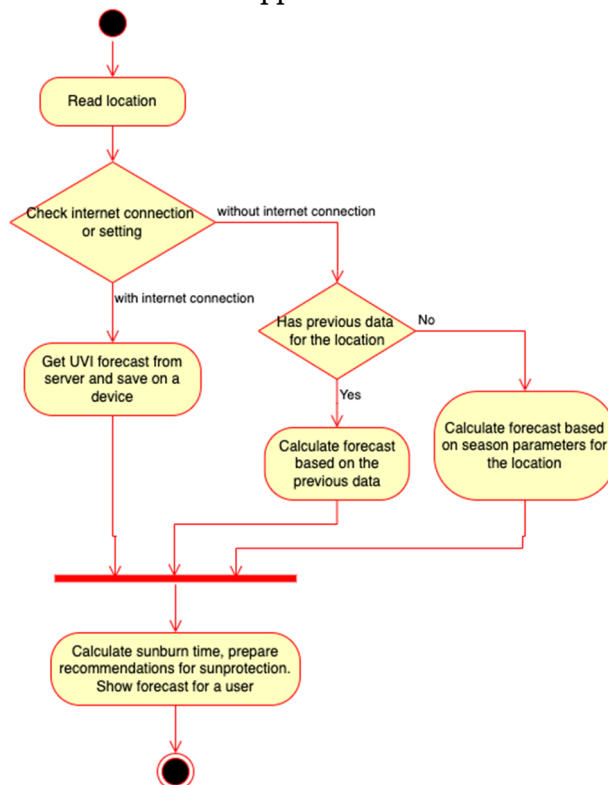 Read location
Check internet connection
or setting
without internet connection
with internet connection
Has previous data
for the location
No
Yes
Get UVI forecast from
server and save on a
device
Calculate forecast
based on the
previous data
Calculate forecast based
on season parameters for
the location
Calculate sunburn time, prepare
recommendations for sunprotection.
Show forecast for a user